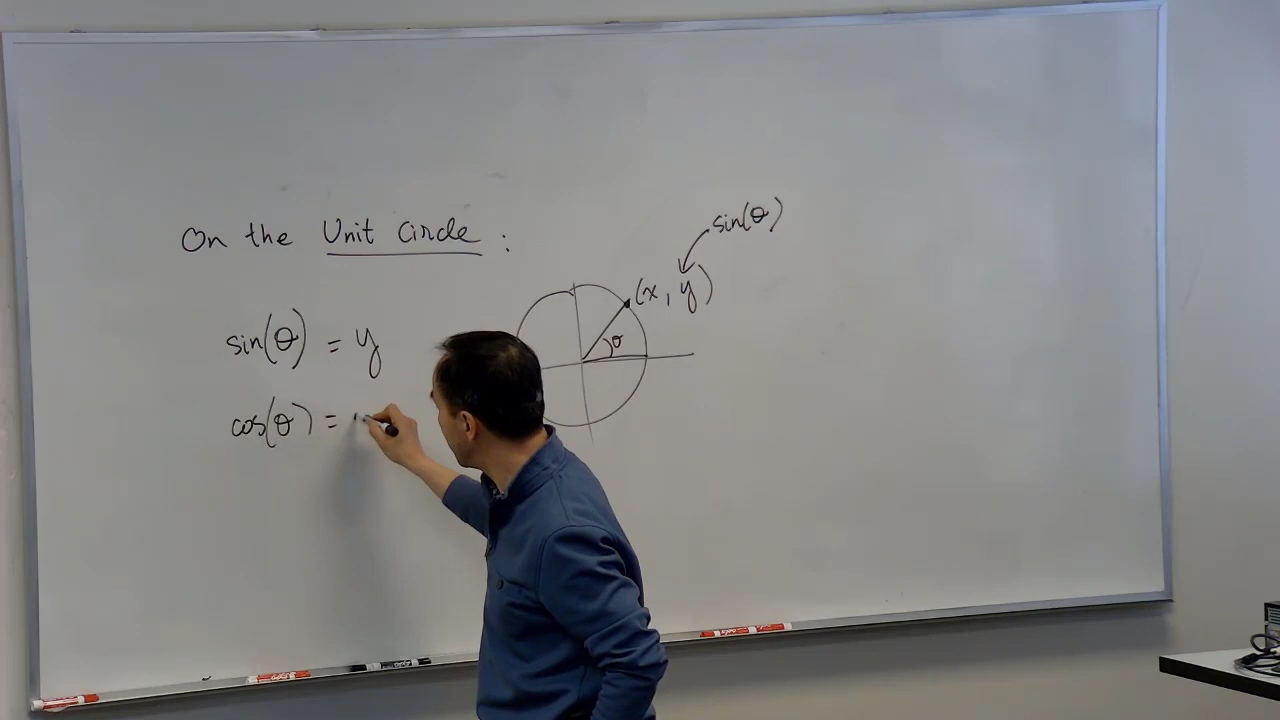 On the Unit Circle :
sin(θ)
(x, y)
θ
sin(θ) = y
cos(θ) =